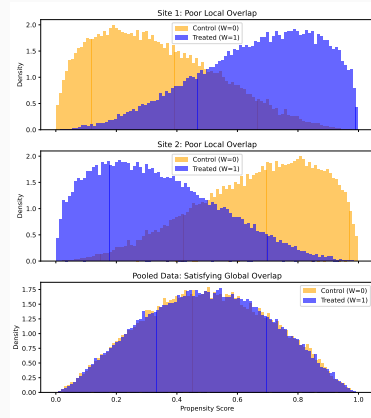 Site 1: Poor Local Overlap
Control (W=0)
Treated (W=1)
Density
2.0
1.5
1.0
0.5
0.0
Site 2: Poor Local Overlap
Control (W=0)
Treated (W=1)
Density
2.0
1.5
1.0
0.5
0.0
Pooled Data: Satisfying Global Overlap
Control (W=0)
Treated (W=1)
Density
1.75
1.50
1.25
1.00
0.75
0.50
0.25
0.00
0.0 0.2 0.4 0.6 0.8 1.0
Propensity Score